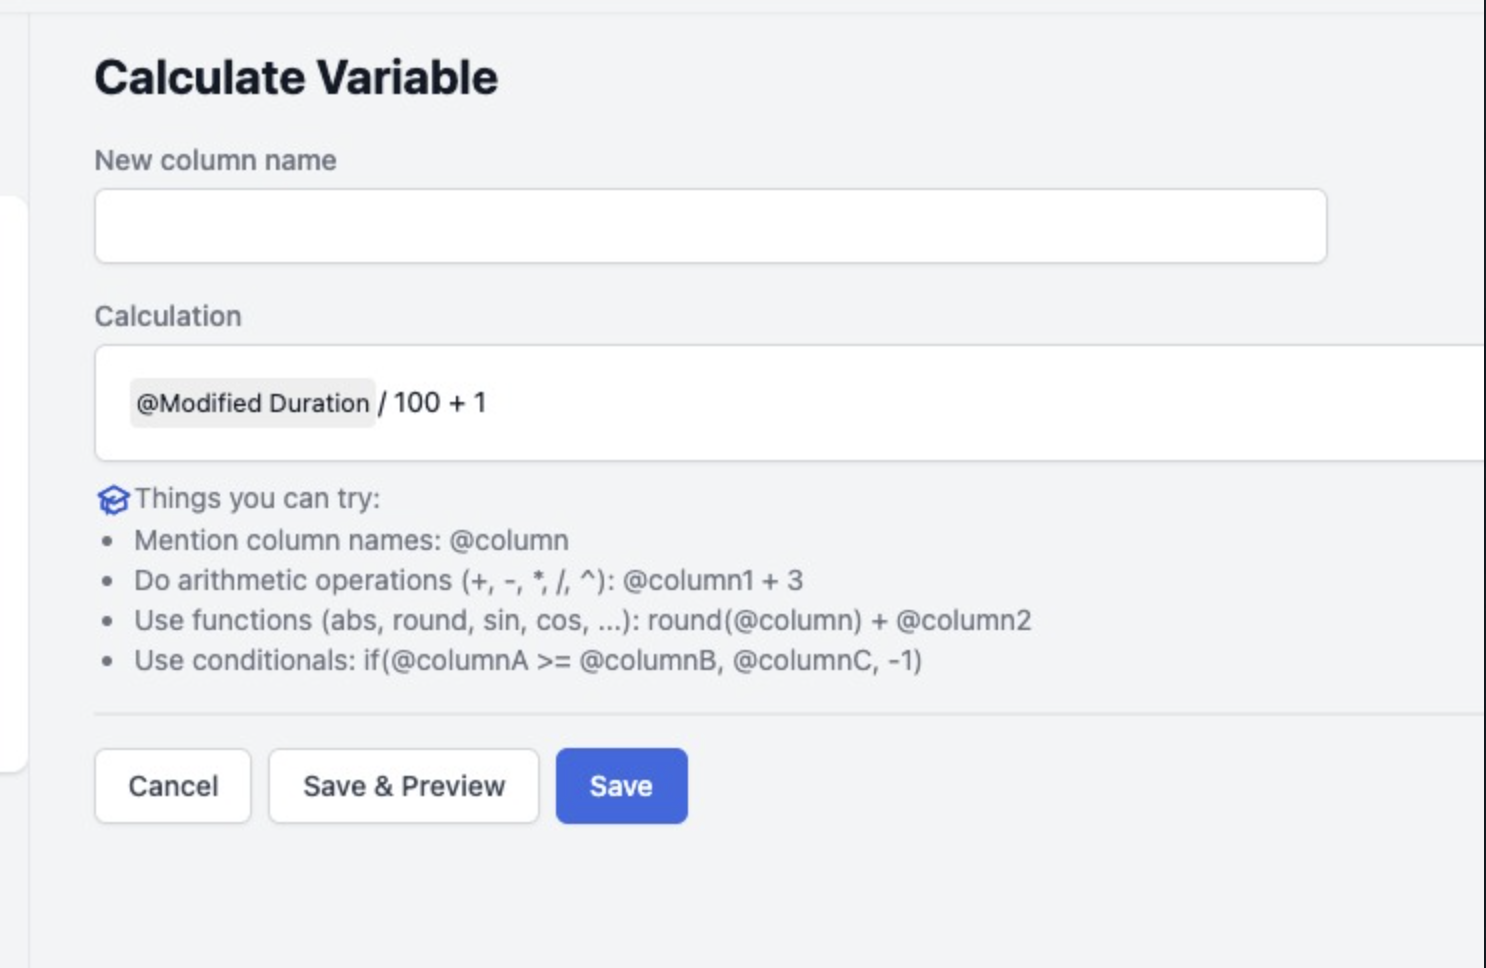 Calculate Variable
New column name
Calculation
@Modified Duration / 100 + 1
Things you can try:
• Mention column names: @column
• Do arithmetic operations (+, -, *, /, ^): @column1 + 3
• Use functions (abs, round, sin, cos, ...): round(@column) + @column2
• Use conditionals: if(@columnA >= @columnB, @columnC, -1)
Cancel Save & Preview Save